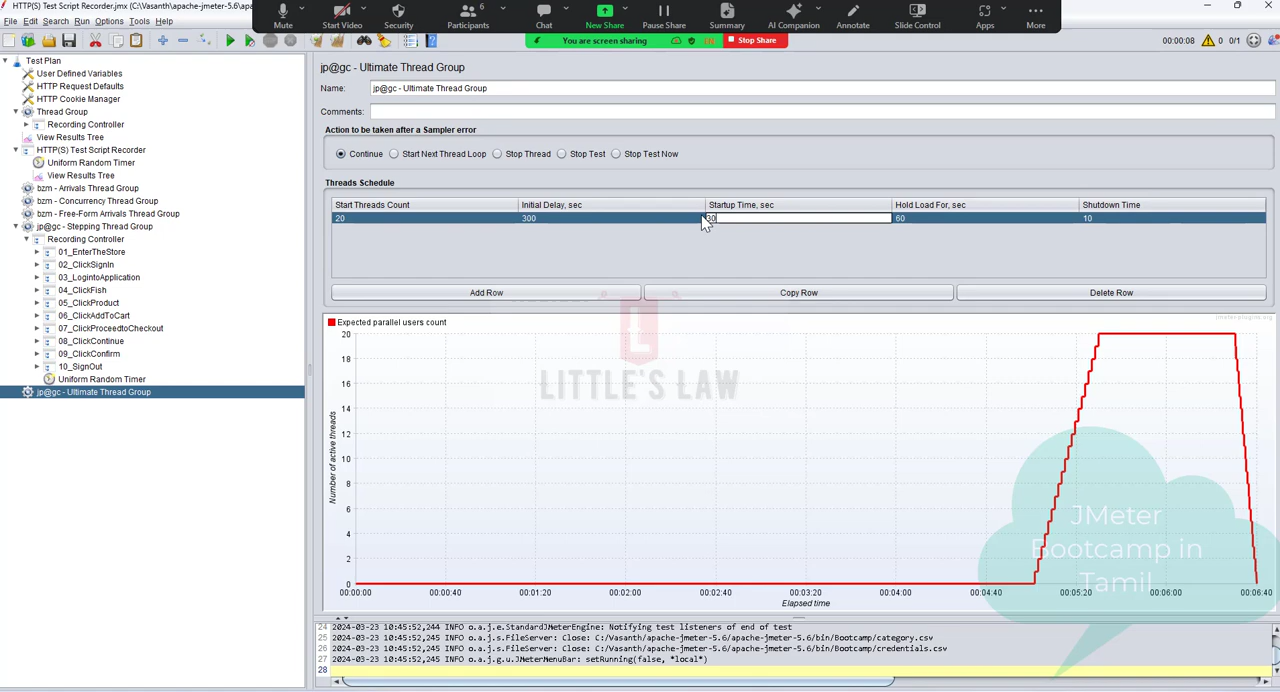 HTTP(S) Test Script Recorder.jmx (C:\Vasanth\apache-jmeter-5.6\apa
File Edit Search Run Options Tools Help
Mute Start Video Security Participants 6 Chat New Share Pause Share Summary AI Companion Annotate Slide Control Apps More
You are screen sharing Stop Share
00:00:08 0 0/1
Test Plan
User Defined Variables
HTTP Request Defaults
HTTP Cookie Manager
Thread Group
Recording Controller
View Results Tree
HTTP(S) Test Script Recorder
Uniform Random Timer
View Results Tree
bzm - Arrivals Thread Group
bzm - Concurrency Thread Group
bzm - Free-Form Arrivals Thread Group
jp@gc - Stepping Thread Group
Recording Controller
01_EnterTheStore
02_ClickSignIn
03_LogintoApplication
04_ClickFish
05_ClickProduct
06_ClickAddToCart
07_ClickProceedtoCheckout
08_ClickContinue
09_ClickConfirm
10_SignOut
Uniform Random Timer
jp@gc - Ultimate Thread Group
jp@gc - Ultimate Thread Group
Name: jp@gc - Ultimate Thread Group
Comments:
Action to be taken after a Sampler error
Continue Start Next Thread Loop Stop Thread Stop Test Stop Test Now
Threads Schedule
Start Threads Count Initial Delay, sec Startup Time, sec Hold Load For, sec Shutdown Time
20 300 30 60 10
Add Row Copy Row Delete Row
Expected parallel users count
jmeter-plugins.org
20
18
16
14
12
10
8
6
4
2
0
Number of active threads
00:00:00 00:00:40 00:01:20 00:02:00 00:02:40 00:03:20 00:04:00 00:04:40 00:05:20 00:06:00 00:06:40
Elapsed time
L
LITTLE'S LAW
JMeter
Bootcamp in
Tamil
24 2024-03-23 10:45:52,244 INFO o.a.j.e.StandardJMeterEngine: Notifying test listeners of end of test
25 2024-03-23 10:45:52,245 INFO o.a.j.s.FileServer: Close: C:/Vasanth/apache-jmeter-5.6/apache-jmeter-5.6/bin/Bootcamp/category.csv
26 2024-03-23 10:45:52,245 INFO o.a.j.s.FileServer: Close: C:/Vasanth/apache-jmeter-5.6/apache-jmeter-5.6/bin/Bootcamp/credentials.csv
27 2024-03-23 10:45:52,245 INFO o.a.j.g.u.JMeterMenuBar: setRunning(false, *local*)
28